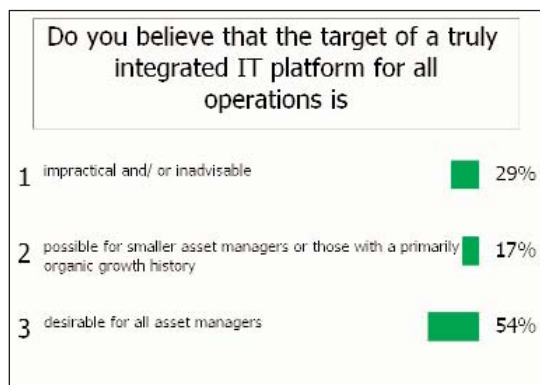 Do you believe that the target of a truly
integrated IT platform for all
operations is
1 impractical and/ or inadvisable 29%
2 possible for smaller asset managers or those with a primarily 17%
organic growth history
3 desirable for all asset managers 54%